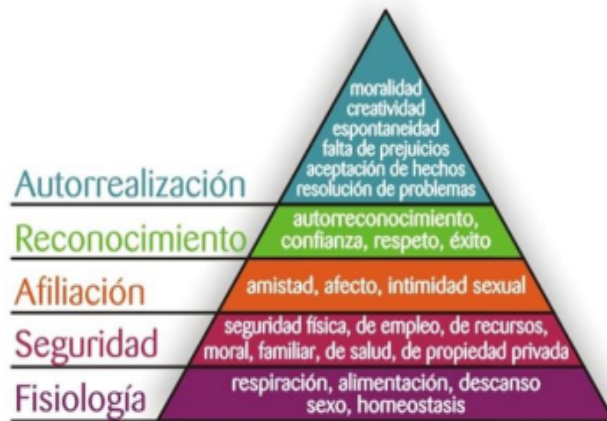 moralidad
creatividad
espontaneidad
falta de prejuicios
aceptación de hechos
resolución de problemas
Autorrealización
autorreconocimiento,
confianza, respeto, éxito
Reconocimiento
amistad, afecto, intimidad sexual
Afiliación
seguridad física, de empleo, de recursos,
moral, familiar, de salud, de propiedad privada
Seguridad
respiración, alimentación, descanso
sexo, homeostasis
Fisiología